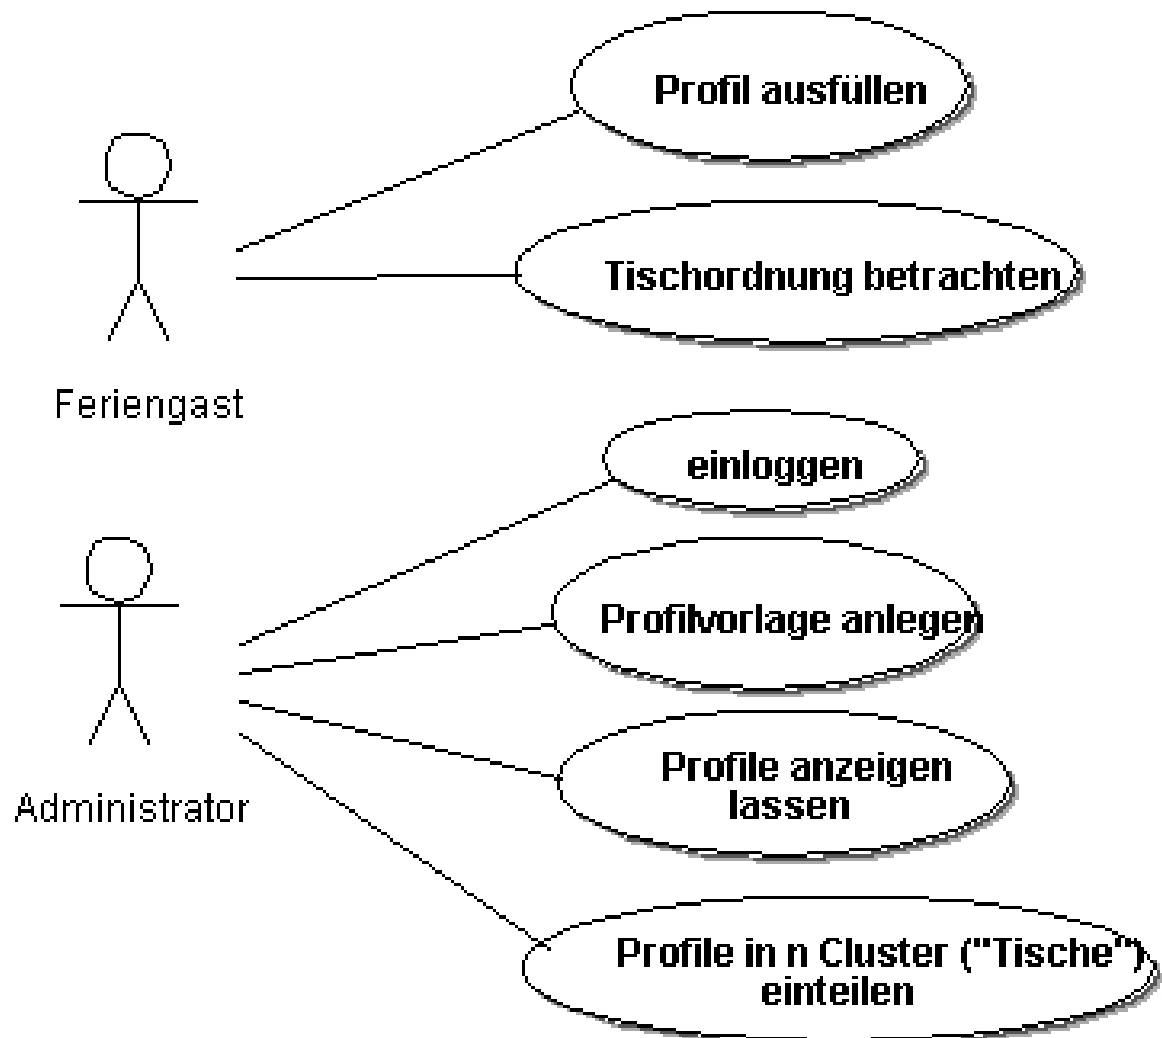 Profil ausfüllen
Tischordnung betrachten
Feriengast
einloggen
Profilvorlage anlegen
Profile anzeigen
lassen
Administrator
Profile in n Cluster ("Tische")
einteilen